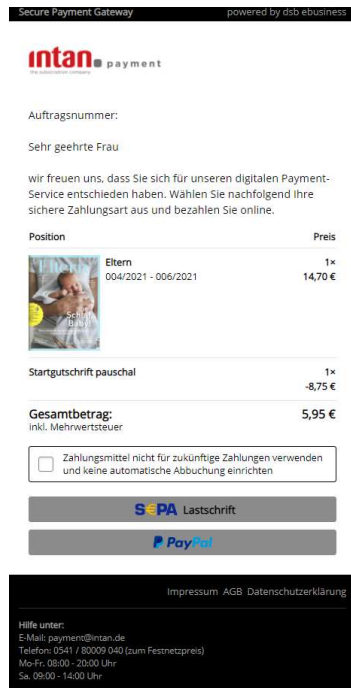 Secure Payment Gateway powered by dsb ebusiness
intan payment
the subscription company
Auftragsnummer:
Sehr geehrte Frau
wir freuen uns, dass Sie sich für unseren digitalen Payment-
Service entschieden haben. Wählen Sie nachfolgend Ihre
sichere Zahlungsart aus und bezahlen Sie online.
Position Preis
Eltern
Schlaf,
Baby!
Eltern 1×
004/2021 - 006/2021 14,70 €
Startgutschrift pauschal 1×
-8,75 €
Gesamtbetrag: 5,95 €
inkl. Mehrwertsteuer
Zahlungsmittel nicht für zukünftige Zahlungen verwenden
und keine automatische Abbuchung einrichten
S€PA Lastschrift
PayPal
Impressum AGB Datenschutzerklärung
Hilfe unter:
E-Mail: payment@intan.de
Telefon: 0541 / 80009 040 (zum Festnetzpreis)
Mo-Fr. 08:00 - 20:00 Uhr
Sa. 09:00 - 14:00 Uhr